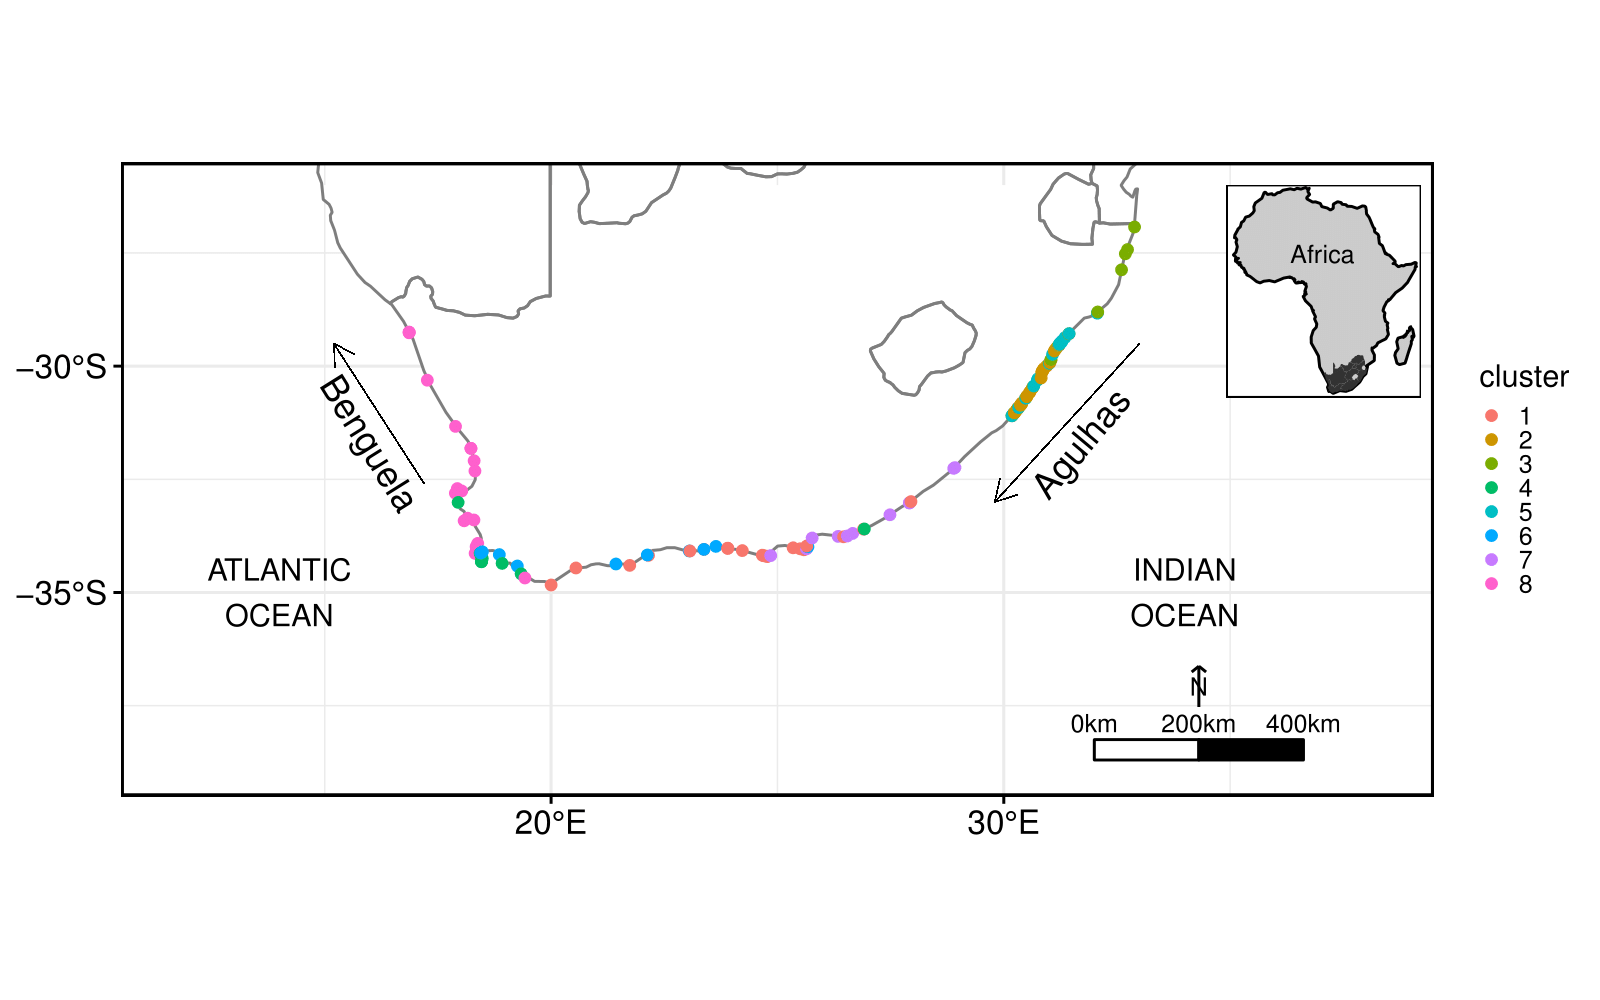 Africa
−30°S
Benguela
Agulhas
cluster
1
2
3
4
5
6
7
8
ATLANTIC
OCEAN
INDIAN
OCEAN
−35°S
N
0km 200km 400km
20°E 30°E